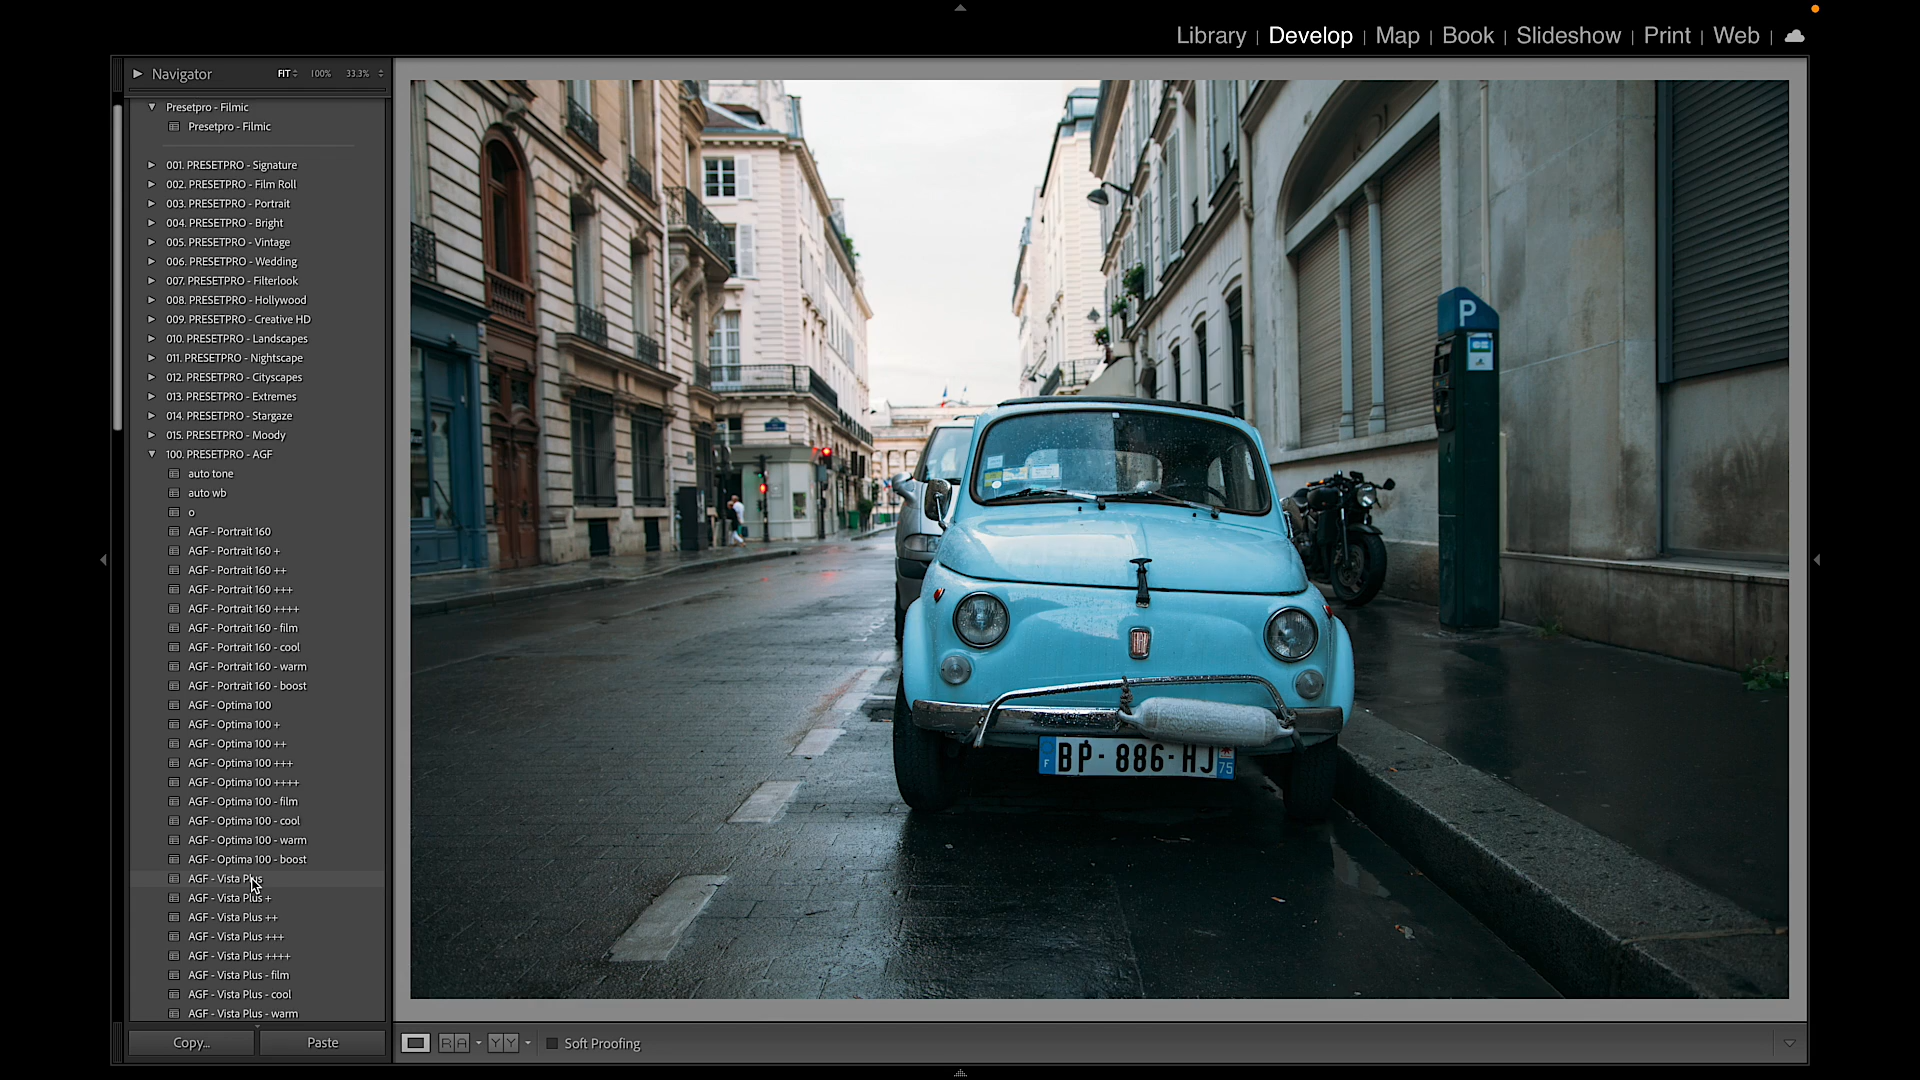 Library | Develop | Map | Book | Slideshow | Print | Web |
Navigator FIT 100% 33.3%
Presetpro - Filmic
Presetpro - Filmic
001. PRESETPRO - Signature
002. PRESETPRO - Film Roll
003. PRESETPRO - Portrait
004. PRESETPRO - Bright
005. PRESETPRO - Vintage
006. PRESETPRO - Wedding
007. PRESETPRO - Filterlook
008. PRESETPRO - Hollywood
009. PRESETPRO - Creative HD
010. PRESETPRO - Landscapes
011. PRESETPRO - Nightscape
012. PRESETPRO - Cityscapes
013. PRESETPRO - Extremes
014. PRESETPRO - Stargaze
015. PRESETPRO - Moody
100. PRESETPRO - AGF
auto tone
auto wb
o
AGF - Portrait 160
AGF - Portrait 160 +
AGF - Portrait 160 ++
AGF - Portrait 160 +++
AGF - Portrait 160 ++++
AGF - Portrait 160 - film
AGF - Portrait 160 - cool
AGF - Portrait 160 - warm
AGF - Portrait 160 - boost
AGF - Optima 100
AGF - Optima 100 +
AGF - Optima 100 ++
AGF - Optima 100 +++
AGF - Optima 100 ++++
AGF - Optima 100 - film
AGF - Optima 100 - cool
AGF - Optima 100 - warm
AGF - Optima 100 - boost
AGF - Vista Plus
AGF - Vista Plus +
AGF - Vista Plus ++
AGF - Vista Plus +++
AGF - Vista Plus ++++
AGF - Vista Plus - film
AGF - Vista Plus - cool
AGF - Vista Plus - warm
Copy... Paste
P
F BP-886-HJ 75
RA YY Soft Proofing